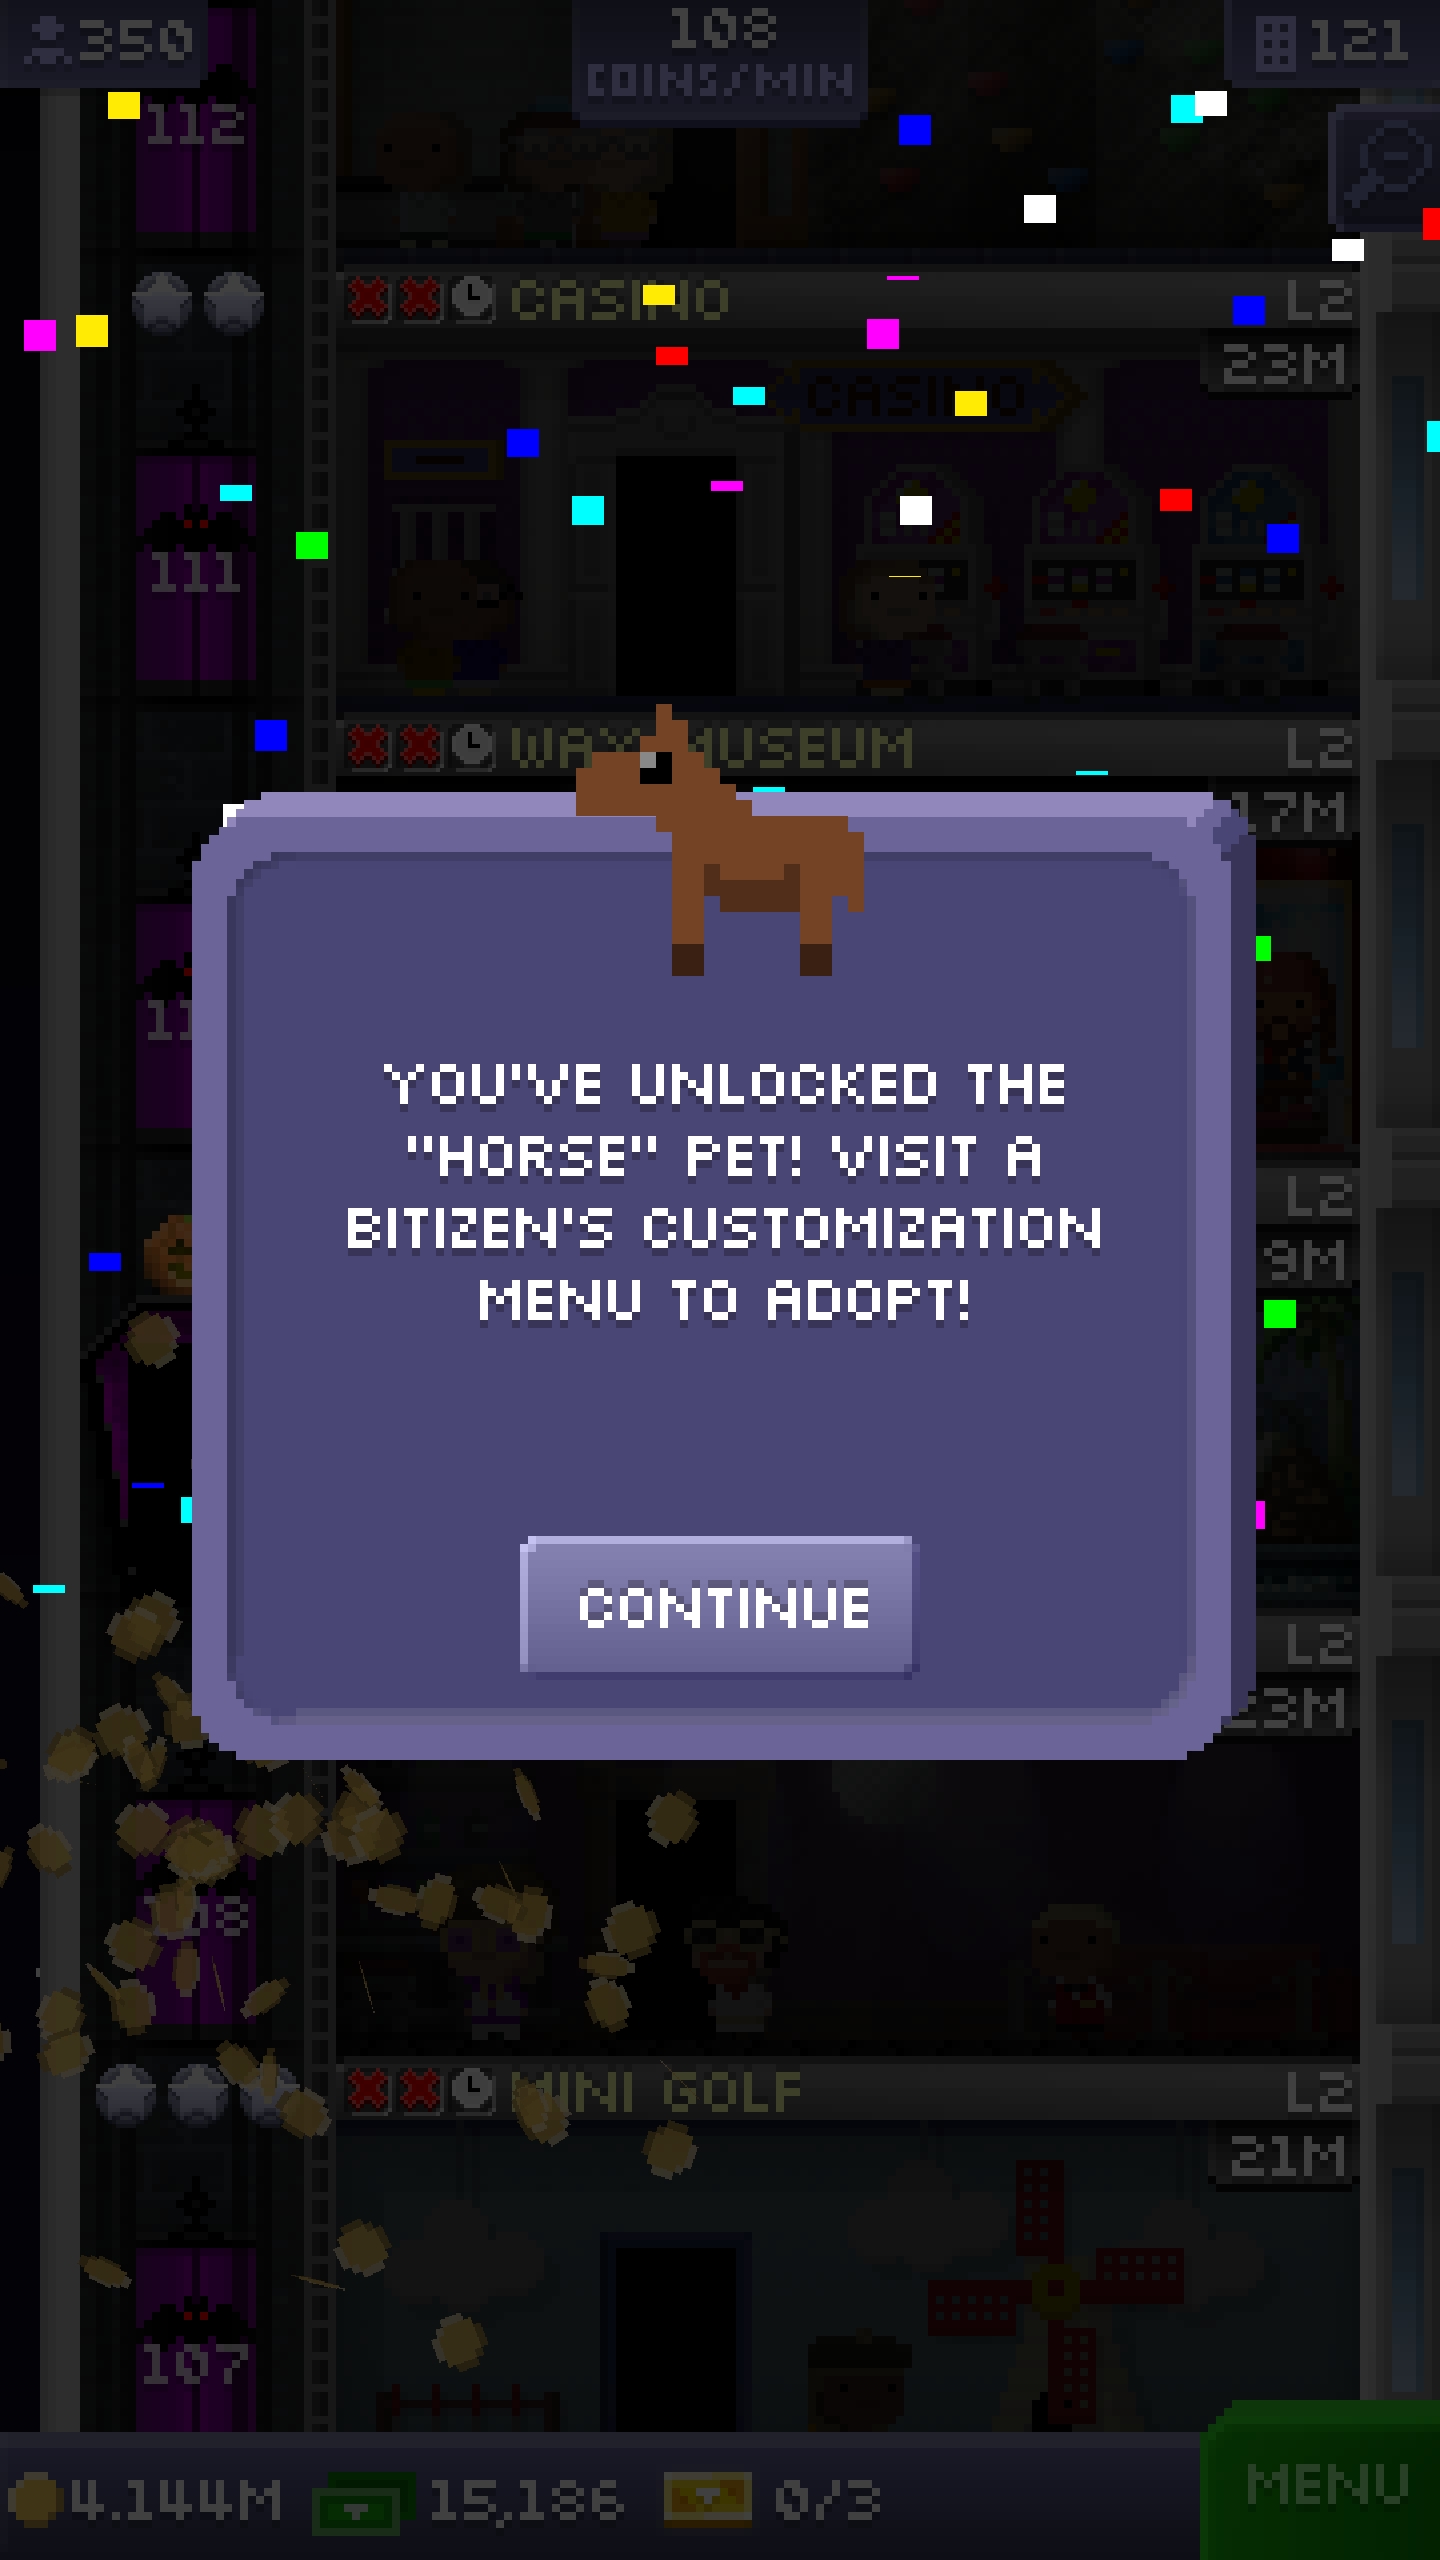 350
108
COINS/MIN
121
112
CASINO
L2
23M
CASINO
111
WAX MUSEUM
L2
17M
YOU'VE UNLOCKED THE
"HORSE" PET! VISIT A
BITIZEN'S CUSTOMIZATION
MENU TO ADOPT!
L2
9M
CONTINUE
L2
23M
108
MINI GOLF
L2
21M
107
4.144M
15,186
0/3
MENU